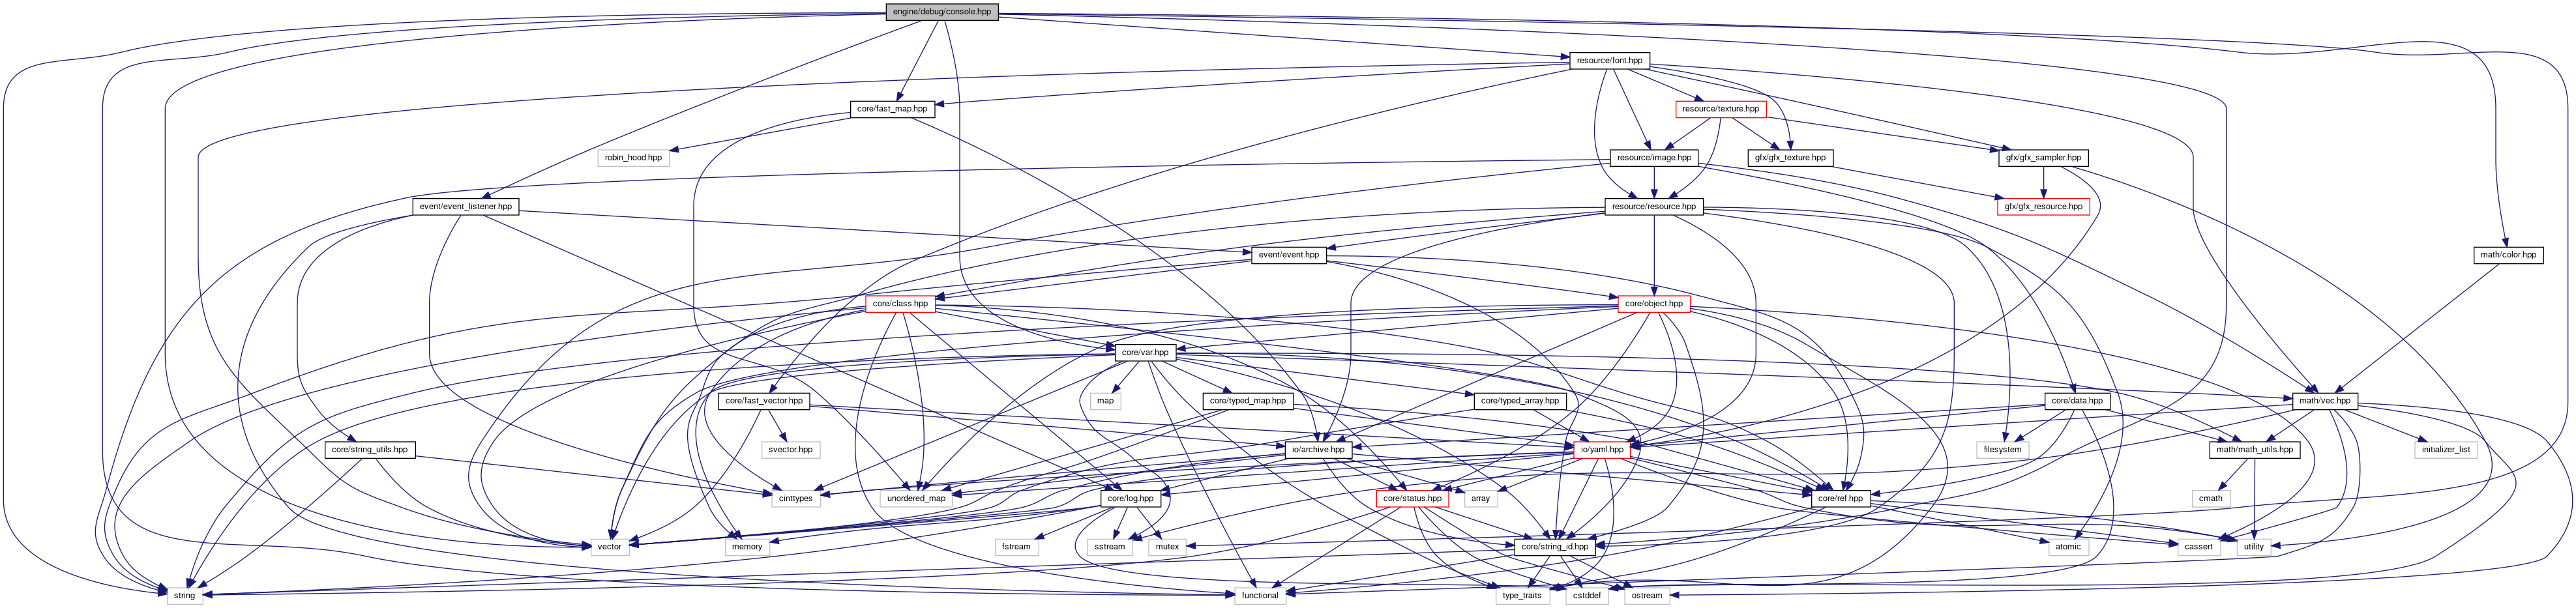 engine/debug/console.hpp
resource/font.hpp
core/fast_map.hpp
resource/texture.hpp
robin_hood.hpp
resource/image.hpp
gfx/gfx_texture.hpp
gfx/gfx_sampler.hpp
event/event_listener.hpp
resource/resource.hpp
gfx/gfx_resource.hpp
event/event.hpp
math/color.hpp
core/class.hpp
core/object.hpp
core/var.hpp
core/fast_vector.hpp
map
core/typed_map.hpp
core/typed_array.hpp
core/data.hpp
math/vec.hpp
core/string_utils.hpp
svector.hpp
io/archive.hpp
io/yaml.hpp
filesystem
math/math_utils.hpp
initializer_list
cinttypes
unordered_map
core/log.hpp
core/status.hpp
array
core/ref.hpp
cmath
vector
memory
fstream
sstream
mutex
core/string_id.hpp
atomic
cassert
utility
string
functional
type_traits
cstddef
ostream